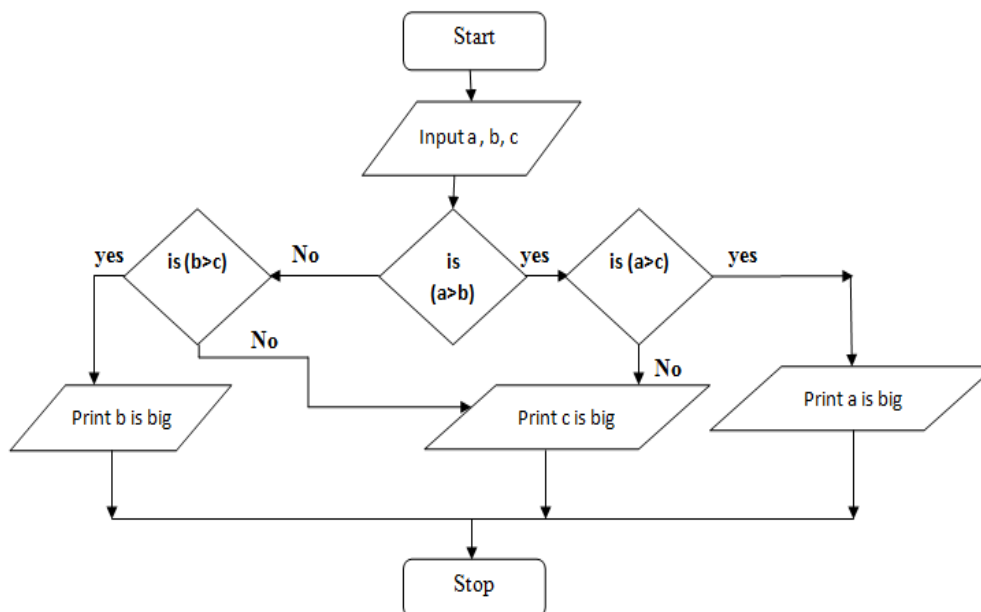 Start
Input a , b, c
yes
is (b>c)
No
is
(a>b)
yes
is (a>c)
yes
No
No
Print b is big
Print c is big
Print a is big
Stop